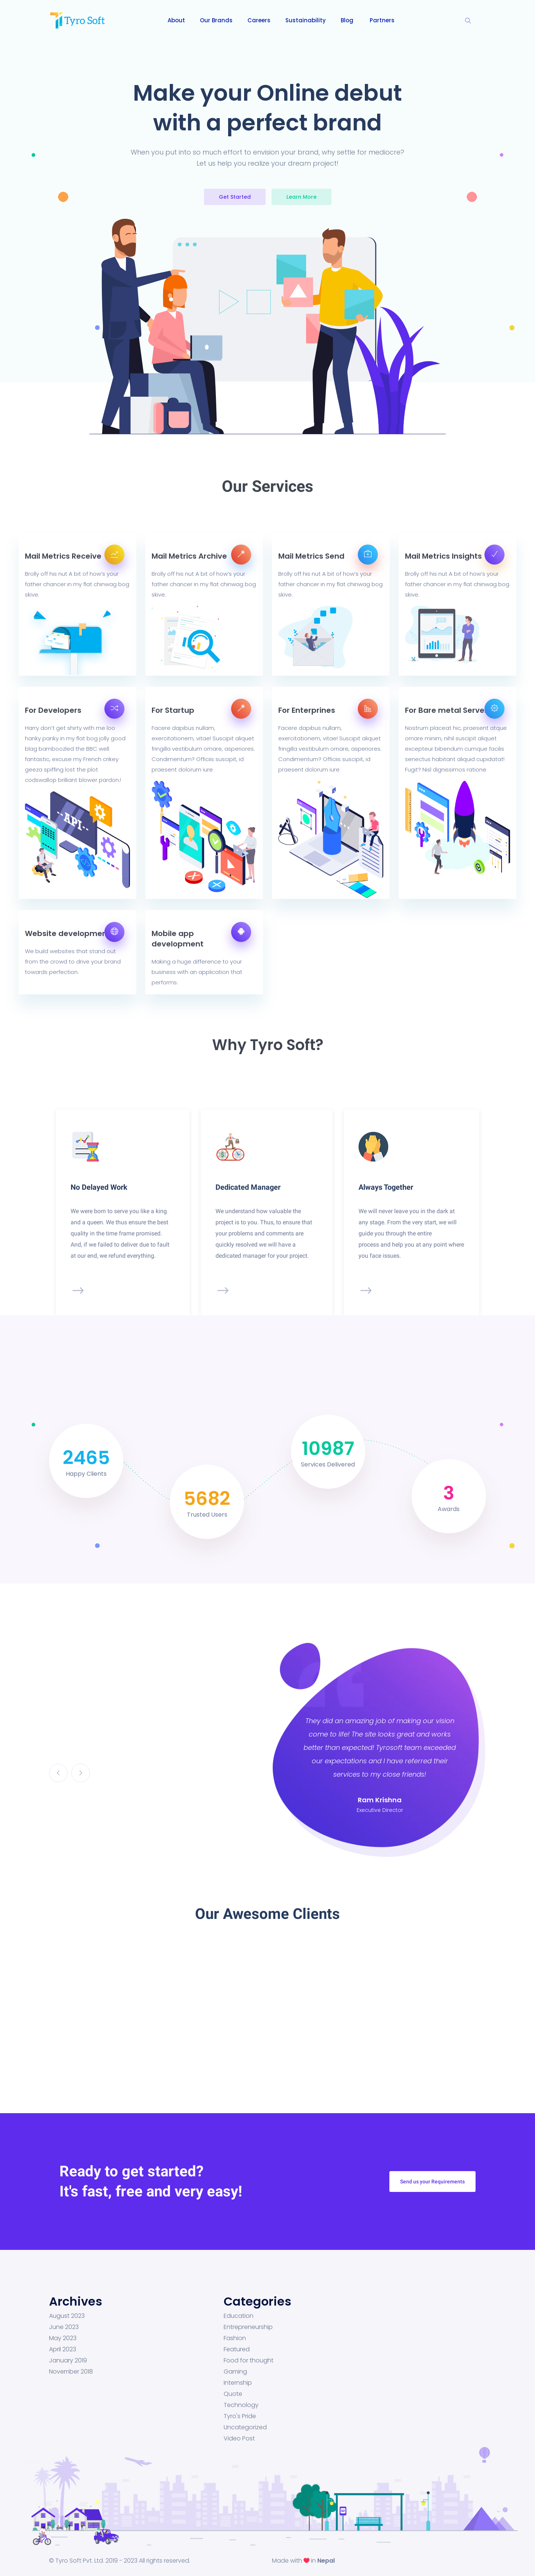 Tyro Soft
About Our Brands Careers Sustainability Blog Partners
Make your Online debut
with a perfect brand
When you put into so much effort to envision your brand, why settle for mediocre?
Let us help you realize your dream project!
Get Started Learn More
Our Services
Mail Metrics Receive
Brolly off his nut A bit of how's your
father chancer in my flat chinwag bog
skive.
Mail Metrics Archive
Brolly off his nut A bit of how's your
father chancer in my flat chinwag bog
skive.
Mail Metrics Send
Brolly off his nut A bit of how's your
father chancer in my flat chinwag bog
skive.
Mail Metrics Insights
Brolly off his nut A bit of how's your
father chancer in my flat chinwag bog
skive.
For Developers
Harry don't get shirty with me loo
hanky panky in my flat bog jolly good
blag bamboozled the BBC well
fantastic, excuse my French crikey
geeza spiffing lost the plot
codswallop brilliant blower pardon.!
API
For Startup
Facere dapibus nullam,
exercitationem, vitae! Suscipit aliquet
fringilla vestibulum ornare, asperiores.
Condimentum? Officiis suscipit, id
praesent dolorum iure
For Enterprines
Facere dapibus nullam,
exercitationem, vitae! Suscipit aliquet
fringilla vestibulum ornare, asperiores.
Condimentum? Officiis suscipit, id
praesent dolorum iure
For Bare metal Serve
Nostrum placeat hic, praesent atque
ornare minim, nihil suscipit aliquet
excepteur bibendum cumque facilis
senectus habitant aliquid cupidatat!
Fugit? Nisl dignissimos ratione
Website developmen
We build websites that stand out
from the crowd to drive your brand
towards perfection.
Mobile app
development
Making a huge difference to your
business with an application that
performs.
Why Tyro Soft?
No Delayed Work
We were born to serve you like a king
and a queen. We thus ensure the best
quality in the time frame promised.
And, if we failed to deliver due to fault
at our end, we refund everything.
Dedicated Manager
We understand how valuable the
project is to you. Thus, to ensure that
your problems and comments are
quickly resolved we will have a
dedicated manager for your project.
Always Together
We will never leave you in the dark at
any stage. From the very start, we will
guide you through the entire
process and help you at any point where
you face issues.
2465
Happy Clients
5682
Trusted Users
10987
Services Delivered
3
Awards
They did an amazing job of making our vision
come to life! The site looks great and works
better than expected! Tyrosoft team exceeded
our expectations and I have referred their
services to my close friends!
Ram Krishna
Executive Director
Our Awesome Clients
Ready to get started?
It's fast, free and very easy!
Send us your Requirements
Archives
August 2023
June 2023
May 2023
April 2023
January 2019
November 2018
Categories
Education
Entrepreneurship
Fashion
Featured
Food for thought
Gaming
Internship
Quote
Technology
Tyro's Pride
Uncategorized
Video Post
© Tyro Soft Pvt. Ltd. 2019 - 2023 All rights reserved.
Made with in Nepal